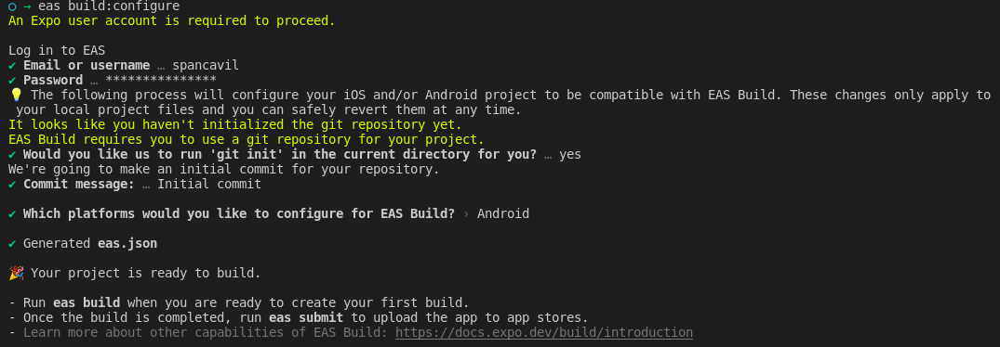 ○ → eas build:configure
An Expo user account is required to proceed.

Log in to EAS
✔ Email or username … spancavil
✔ Password … ***************
💡 The following process will configure your iOS and/or Android project to be compatible with EAS Build. These changes only apply to
your local project files and you can safely revert them at any time.
It looks like you haven't initialized the git repository yet.
EAS Build requires you to use a git repository for your project.
✔ Would you like us to run 'git init' in the current directory for you? … yes
We're going to make an initial commit for your repository.
✔ Commit message: … Initial commit

✔ Which platforms would you like to configure for EAS Build? › Android

✔ Generated eas.json

🎉 Your project is ready to build.

- Run eas build when you are ready to create your first build.
- Once the build is completed, run eas submit to upload the app to app stores.
- Learn more about other capabilities of EAS Build: https://docs.expo.dev/build/introduction